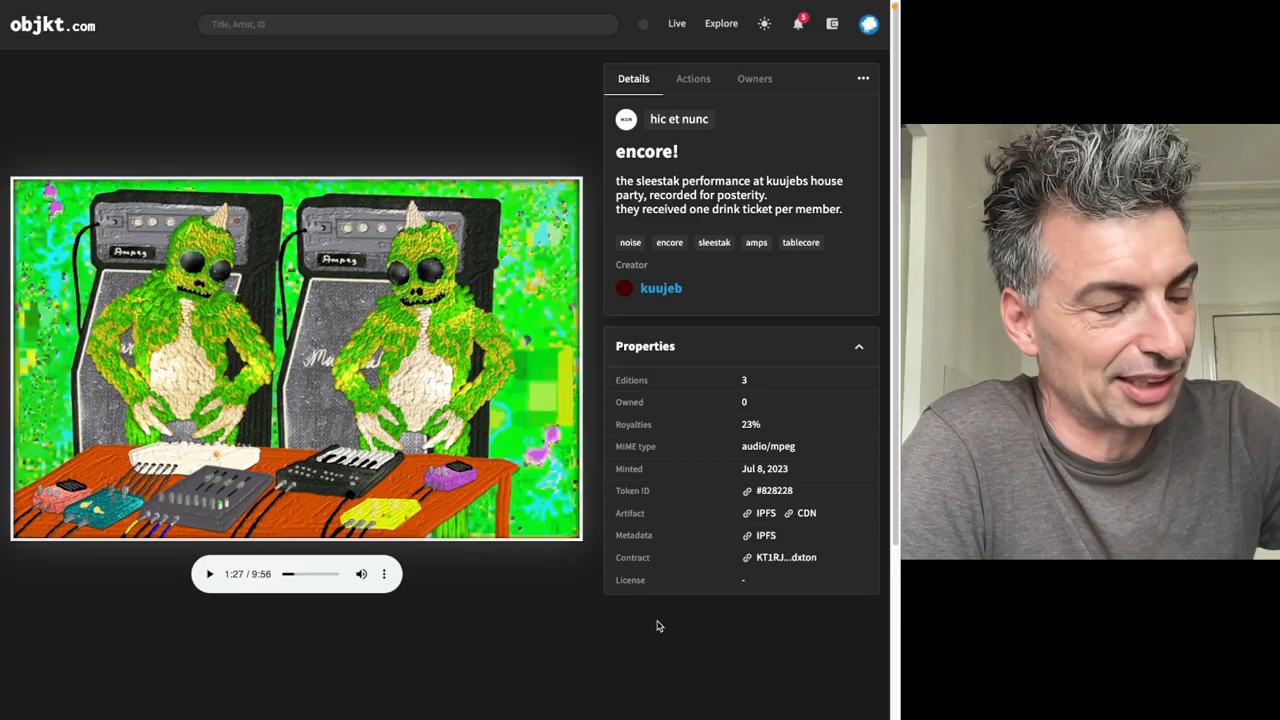 objkt.com
Title, Artist, ID
Live
Explore
5
Details
Actions
Owners
hic et nunc
encore!
the sleestak performance at kuujebs house
party, recorded for posterity.
they received one drink ticket per member.
noise
encore
sleestak
amps
tablecore
Creator
kuujeb
Properties
Editions 3
Owned 0
Royalties 23%
MIME type audio/mpeg
Minted Jul 8, 2023
Token ID #828228
Artifact IPFS CDN
Metadata IPFS
Contract KT1RJ...dxton
License -
Ampeg
Ampeg
1:27 / 9:56